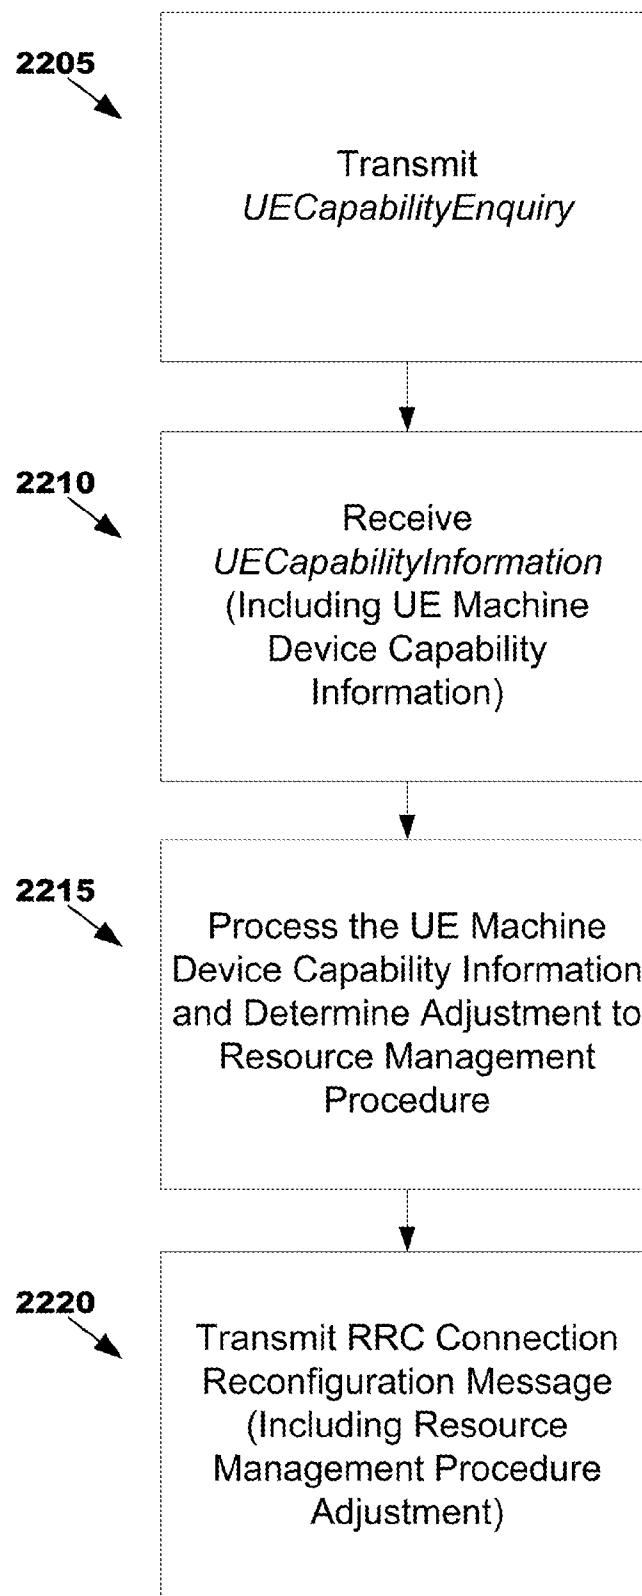 2205
Transmit
UECapabilityEnquiry
2210
Receive
UECapabilityInformation
(Including UE Machine
Device Capability
Information)
2215
Process the UE Machine
Device Capability Information
and Determine Adjustment to
Resource Management
Procedure
2220
Transmit RRC Connection
Reconfiguration Message
(Including Resource
Management Procedure
Adjustment)